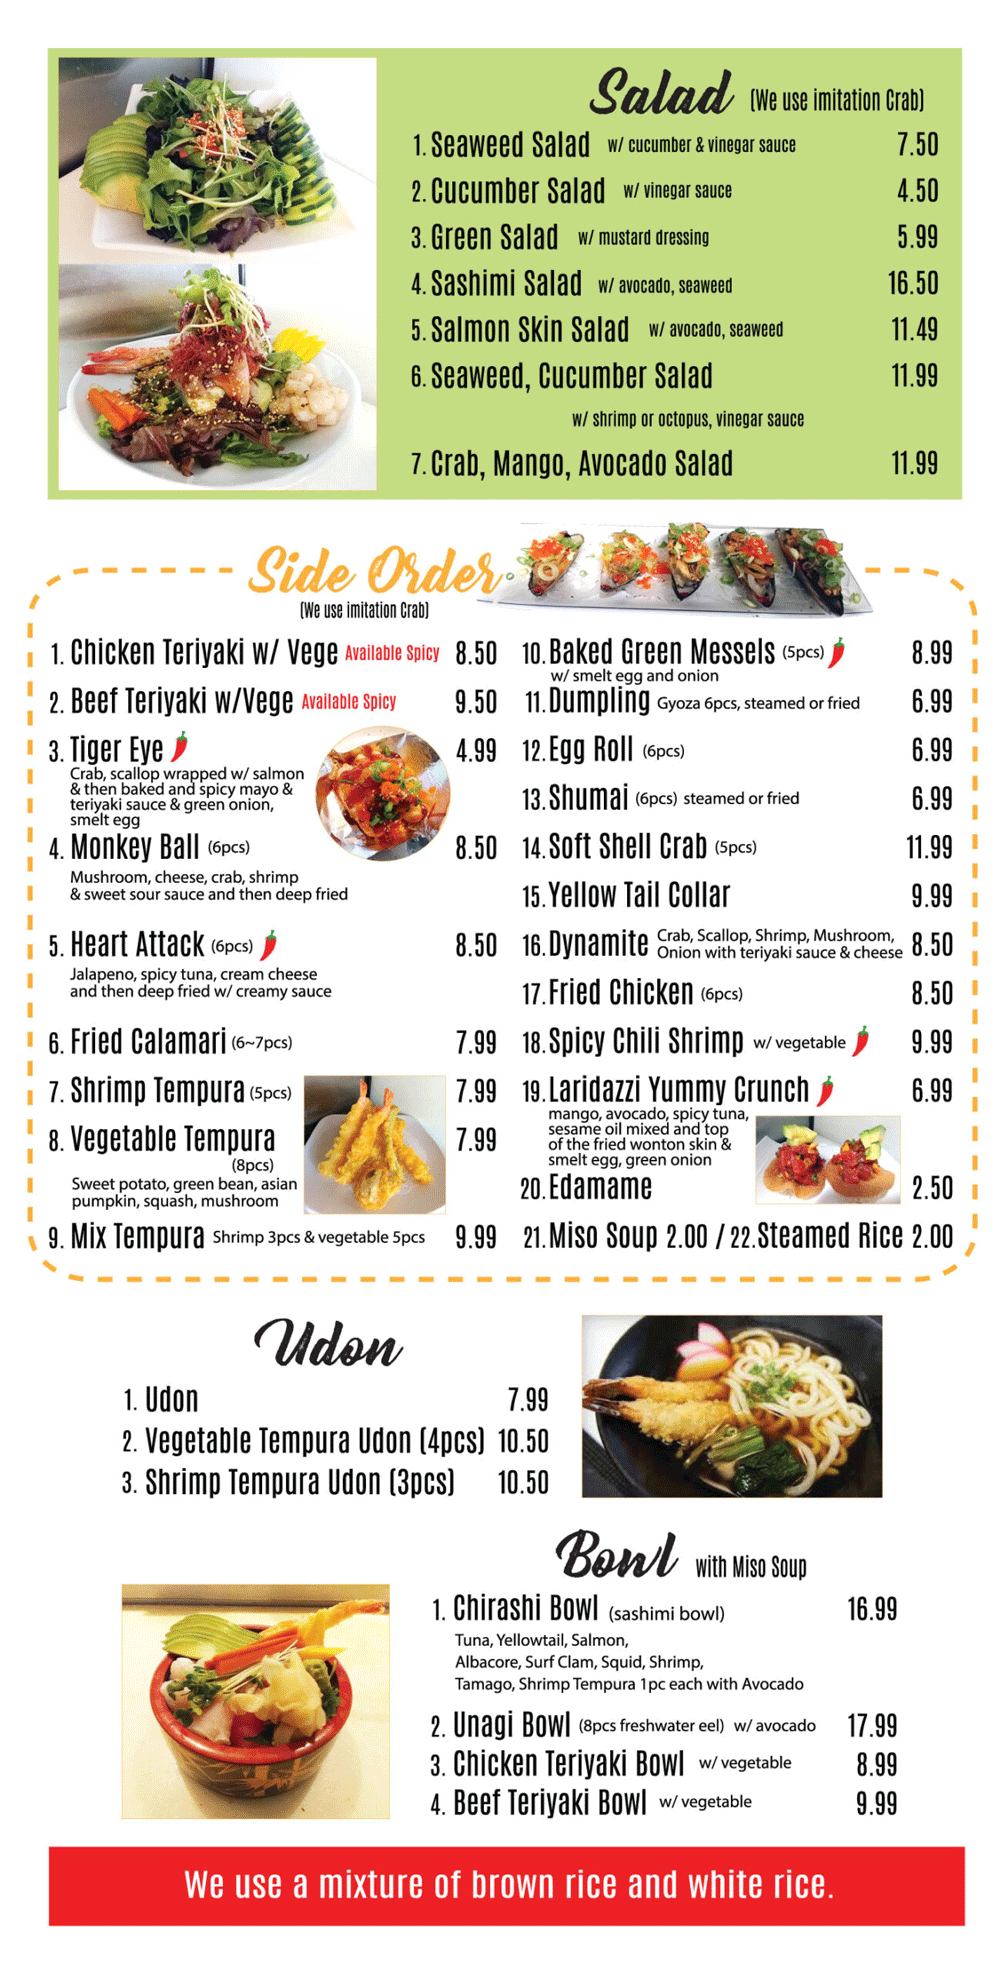 Salad (We use imitation Crab)
1. Seaweed Salad w/ cucumber & vinegar sauce 7.50
2. Cucumber Salad w/ vinegar sauce 4.50
3. Green Salad w/ mustard dressing 5.99
4. Sashimi Salad w/ avocado, seaweed 16.50
5. Salmon Skin Salad w/ avocado, seaweed 11.49
6. Seaweed, Cucumber Salad 11.99
w/ shrimp or octopus, vinegar sauce
7. Crab, Mango, Avocado Salad 11.99
Side Order
(We use imitation Crab)
1. Chicken Teriyaki w/ Vege Available Spicy 8.50
2. Beef Teriyaki w/Vege Available Spicy 9.50
3. Tiger Eye 4.99
Crab, scallop wrapped w/ salmon
& then baked and spicy mayo &
teriyaki sauce & green onion,
smelt egg
4. Monkey Ball (6pcs) 8.50
Mushroom, cheese, crab, shrimp
& sweet sour sauce and then deep fried
5. Heart Attack (6pcs) 8.50
Jalapeno, spicy tuna, cream cheese
and then deep fried w/ creamy sauce
6. Fried Calamari (6~7pcs) 7.99
7. Shrimp Tempura (5pcs) 7.99
8. Vegetable Tempura 7.99
(8pcs)
Sweet potato, green bean, asian
pumpkin, squash, mushroom
9. Mix Tempura Shrimp 3pcs & vegetable 5pcs 9.99
10. Baked Green Messels (5pcs) 8.99
w/ smelt egg and onion
11. Dumpling Gyoza 6pcs, steamed or fried 6.99
12. Egg Roll (6pcs) 6.99
13. Shumai (6pcs) steamed or fried 6.99
14. Soft Shell Crab (5pcs) 11.99
15. Yellow Tail Collar 9.99
16. Dynamite Crab, Scallop, Shrimp, Mushroom, 8.50
Onion with teriyaki sauce & cheese
17. Fried Chicken (6pcs) 8.50
18. Spicy Chili Shrimp w/ vegetable 9.99
19. Laridazzi Yummy Crunch 6.99
mango, avocado, spicy tuna,
sesame oil mixed and top
of the fried wonton skin &
smelt egg, green onion
20. Edamame 2.50
21. Miso Soup 2.00 / 22. Steamed Rice 2.00
Udon
1. Udon 7.99
2. Vegetable Tempura Udon (4pcs) 10.50
3. Shrimp Tempura Udon (3pcs) 10.50
Bowl with Miso Soup
1. Chirashi Bowl (sashimi bowl) 16.99
Tuna, Yellowtail, Salmon,
Albacore, Surf Clam, Squid, Shrimp,
Tamago, Shrimp Tempura 1pc each with Avocado
2. Unagi Bowl (8pcs freshwater eel) w/ avocado 17.99
3. Chicken Teriyaki Bowl w/ vegetable 8.99
4. Beef Teriyaki Bowl w/ vegetable 9.99
We use a mixture of brown rice and white rice.